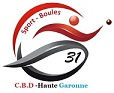 Sport - Boules
31
C.B.D -Haute Garonne